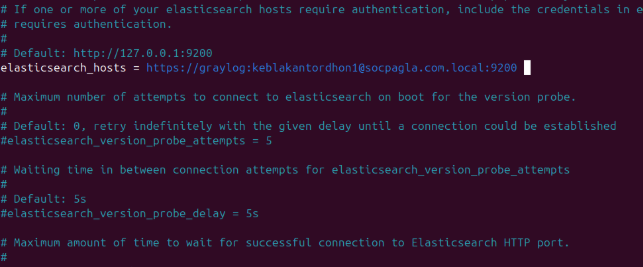 # If one or more of your elasticsearch hosts require authentication, include the credentials in e
# requires authentication.
#
# Default: http://127.0.0.1:9200
elasticsearch_hosts = https://graylog:keblakantordhon1@socpagla.com.local:9200
# Maximum number of attempts to connect to elasticsearch on boot for the version probe.
#
# Default: 0, retry indefinitely with the given delay until a connection could be established
#elasticsearch_version_probe_attempts = 5
# Waiting time in between connection attempts for elasticsearch_version_probe_attempts
#
# Default: 5s
#elasticsearch_version_probe_delay = 5s
# Maximum amount of time to wait for successful connection to Elasticsearch HTTP port.
#